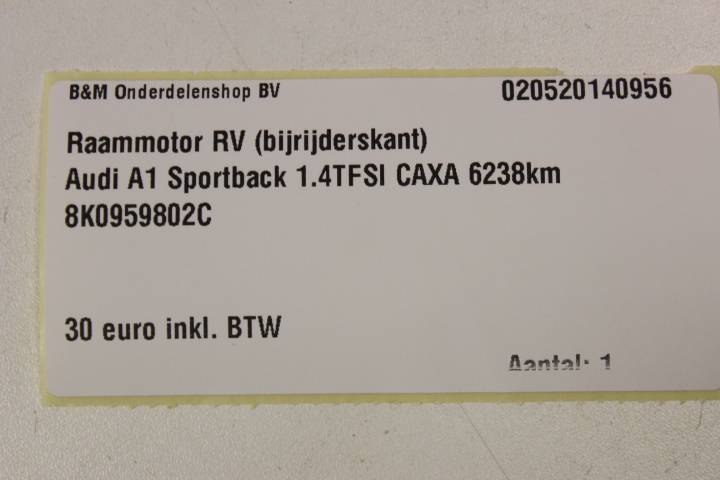 B&M Onderdelenshop BV 020520140956
Raammotor RV (bijrijderskant)
Audi A1 Sportback 1.4TFSI CAXA 6238km
8K0959802C
30 euro inkl. BTW
Aantal: 1